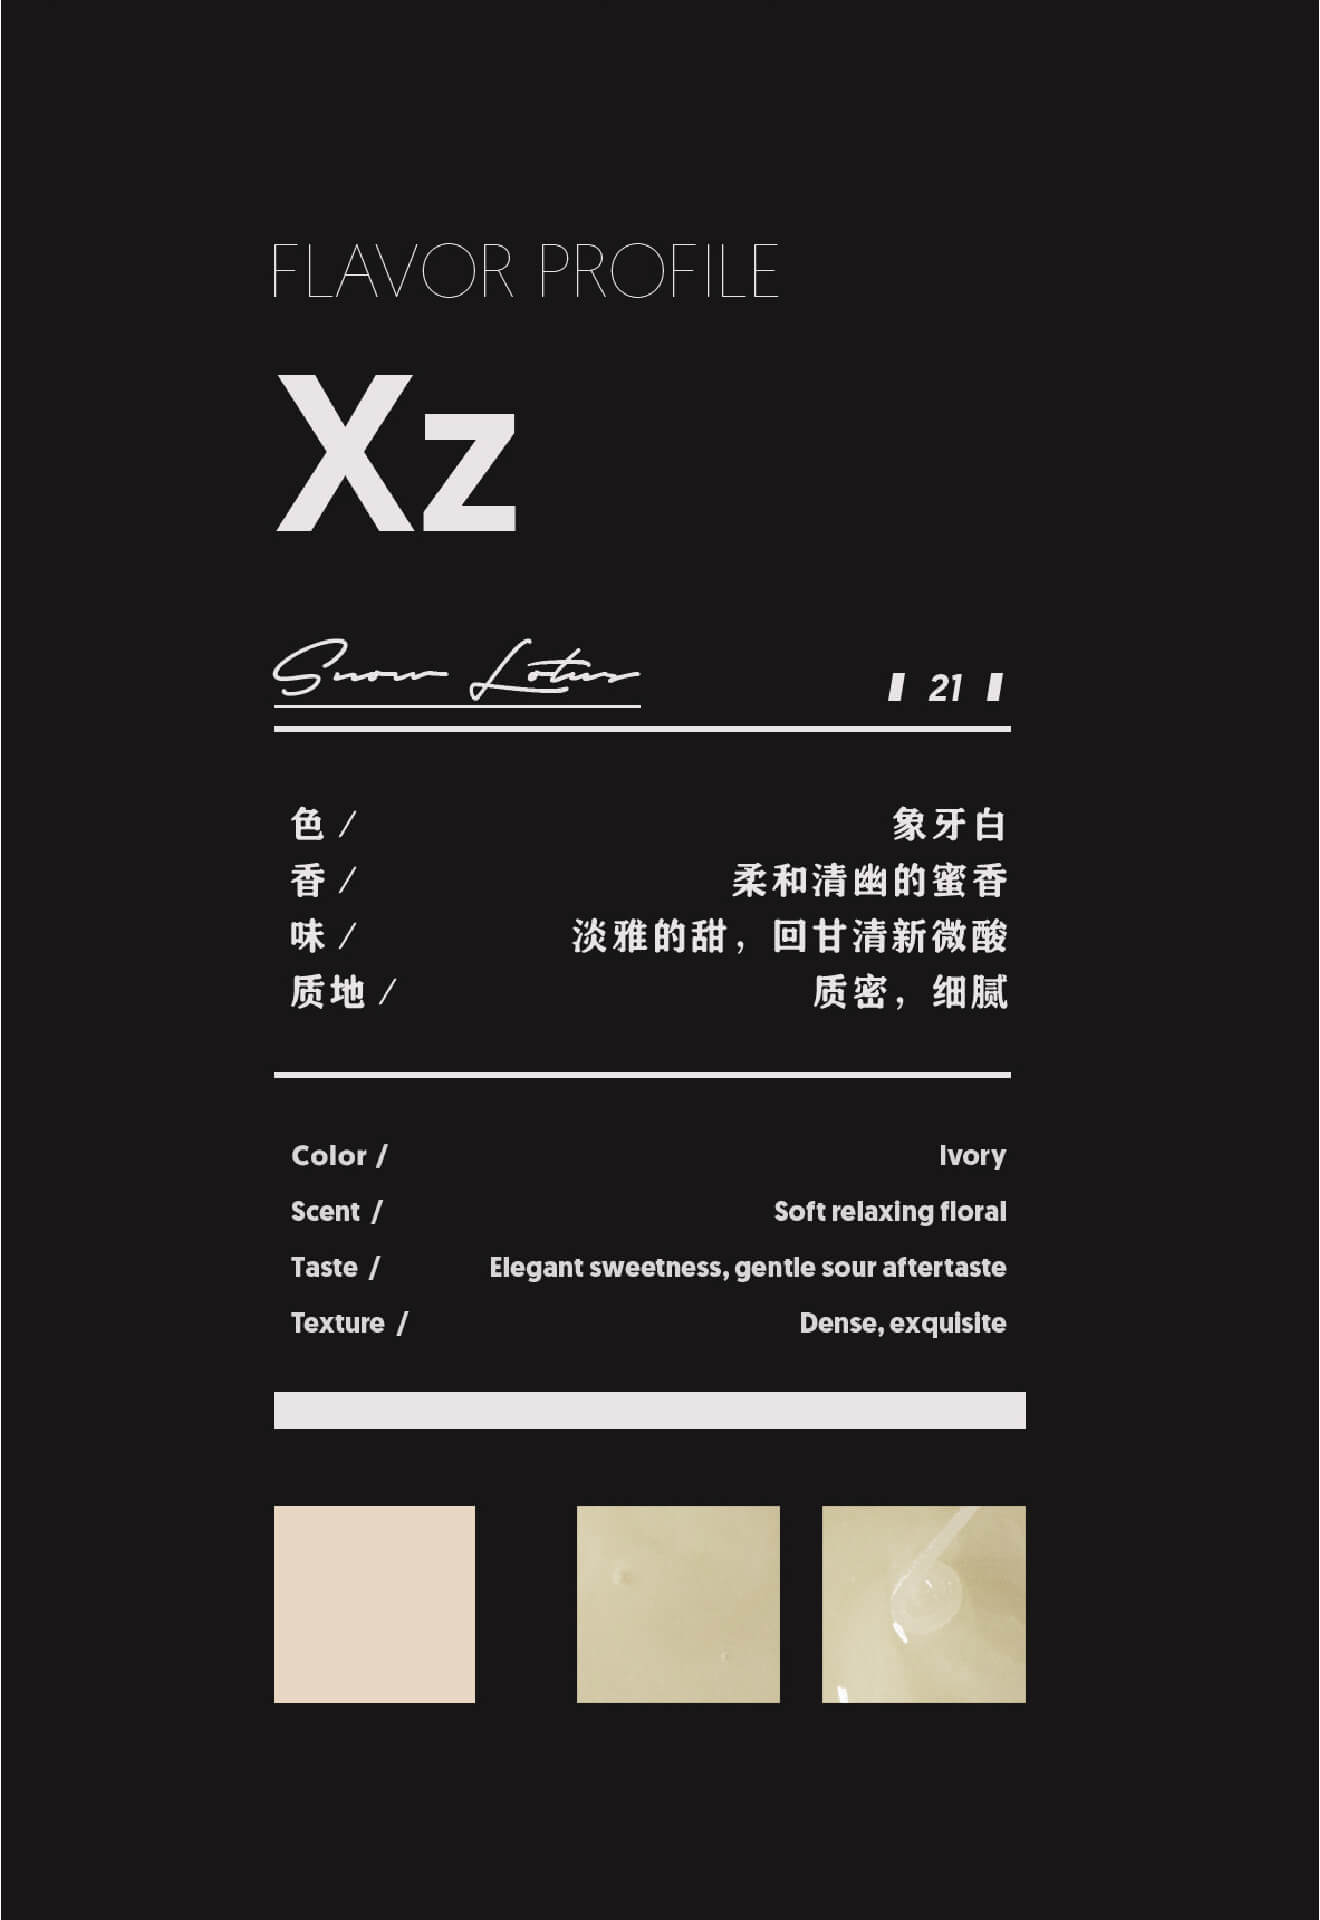 FLAVOR PROFILE
Xz
Snow Lotus
21
色 / 象牙白
香 / 柔和清幽的蜜香
味 / 淡雅的甜，回甘清新微酸
质地 / 质密，细腻
Color / Ivory
Scent / Soft relaxing floral
Taste / Elegant sweetness, gentle sour aftertaste
Texture / Dense, exquisite